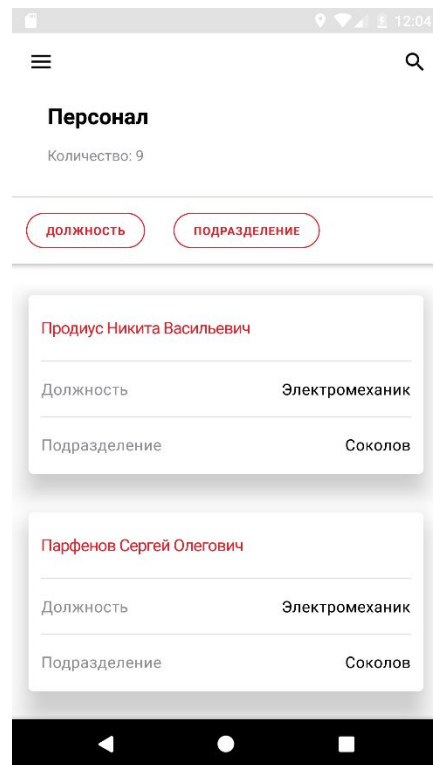 12:04
Персонал
Количество: 9
ДОЛЖНОСТЬ ПОДРАЗДЕЛЕНИЕ
Продиус Никита Васильевич
Должность Электромеханик
Подразделение Соколов
Парфенов Сергей Олегович
Должность Электромеханик
Подразделение Соколов